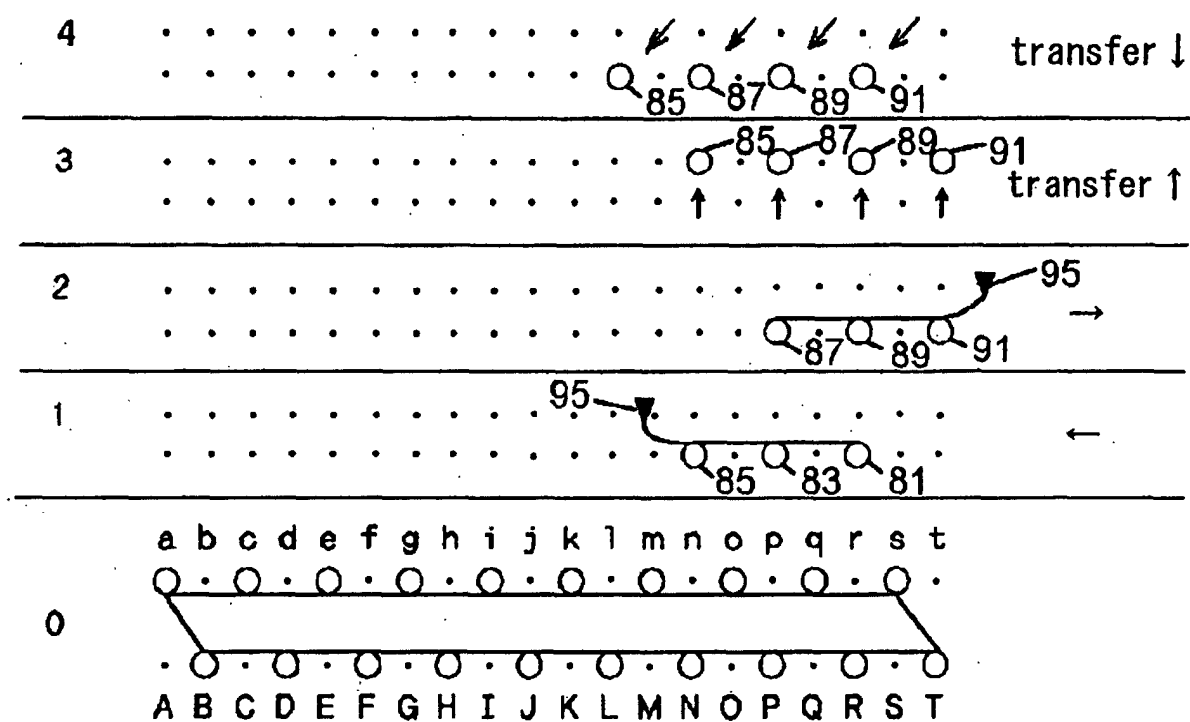 4
transfer ↓
85 87 89 91
3
85 87 89 91
transfer ↑
2
95
→
87 89 91
1
95
←
85 83 81
a b c d e f g h i j k l m n o p q r s t
0
A B C D E F G H I J K L M N O P Q R S T